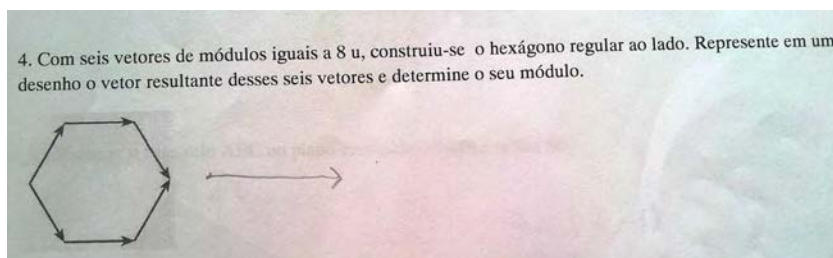 4. Com seis vetores de módulos iguais a 8 u, construiu-se o hexágono regular ao lado. Represente em um
desenho o vetor resultante desses seis vetores e determine o seu módulo.